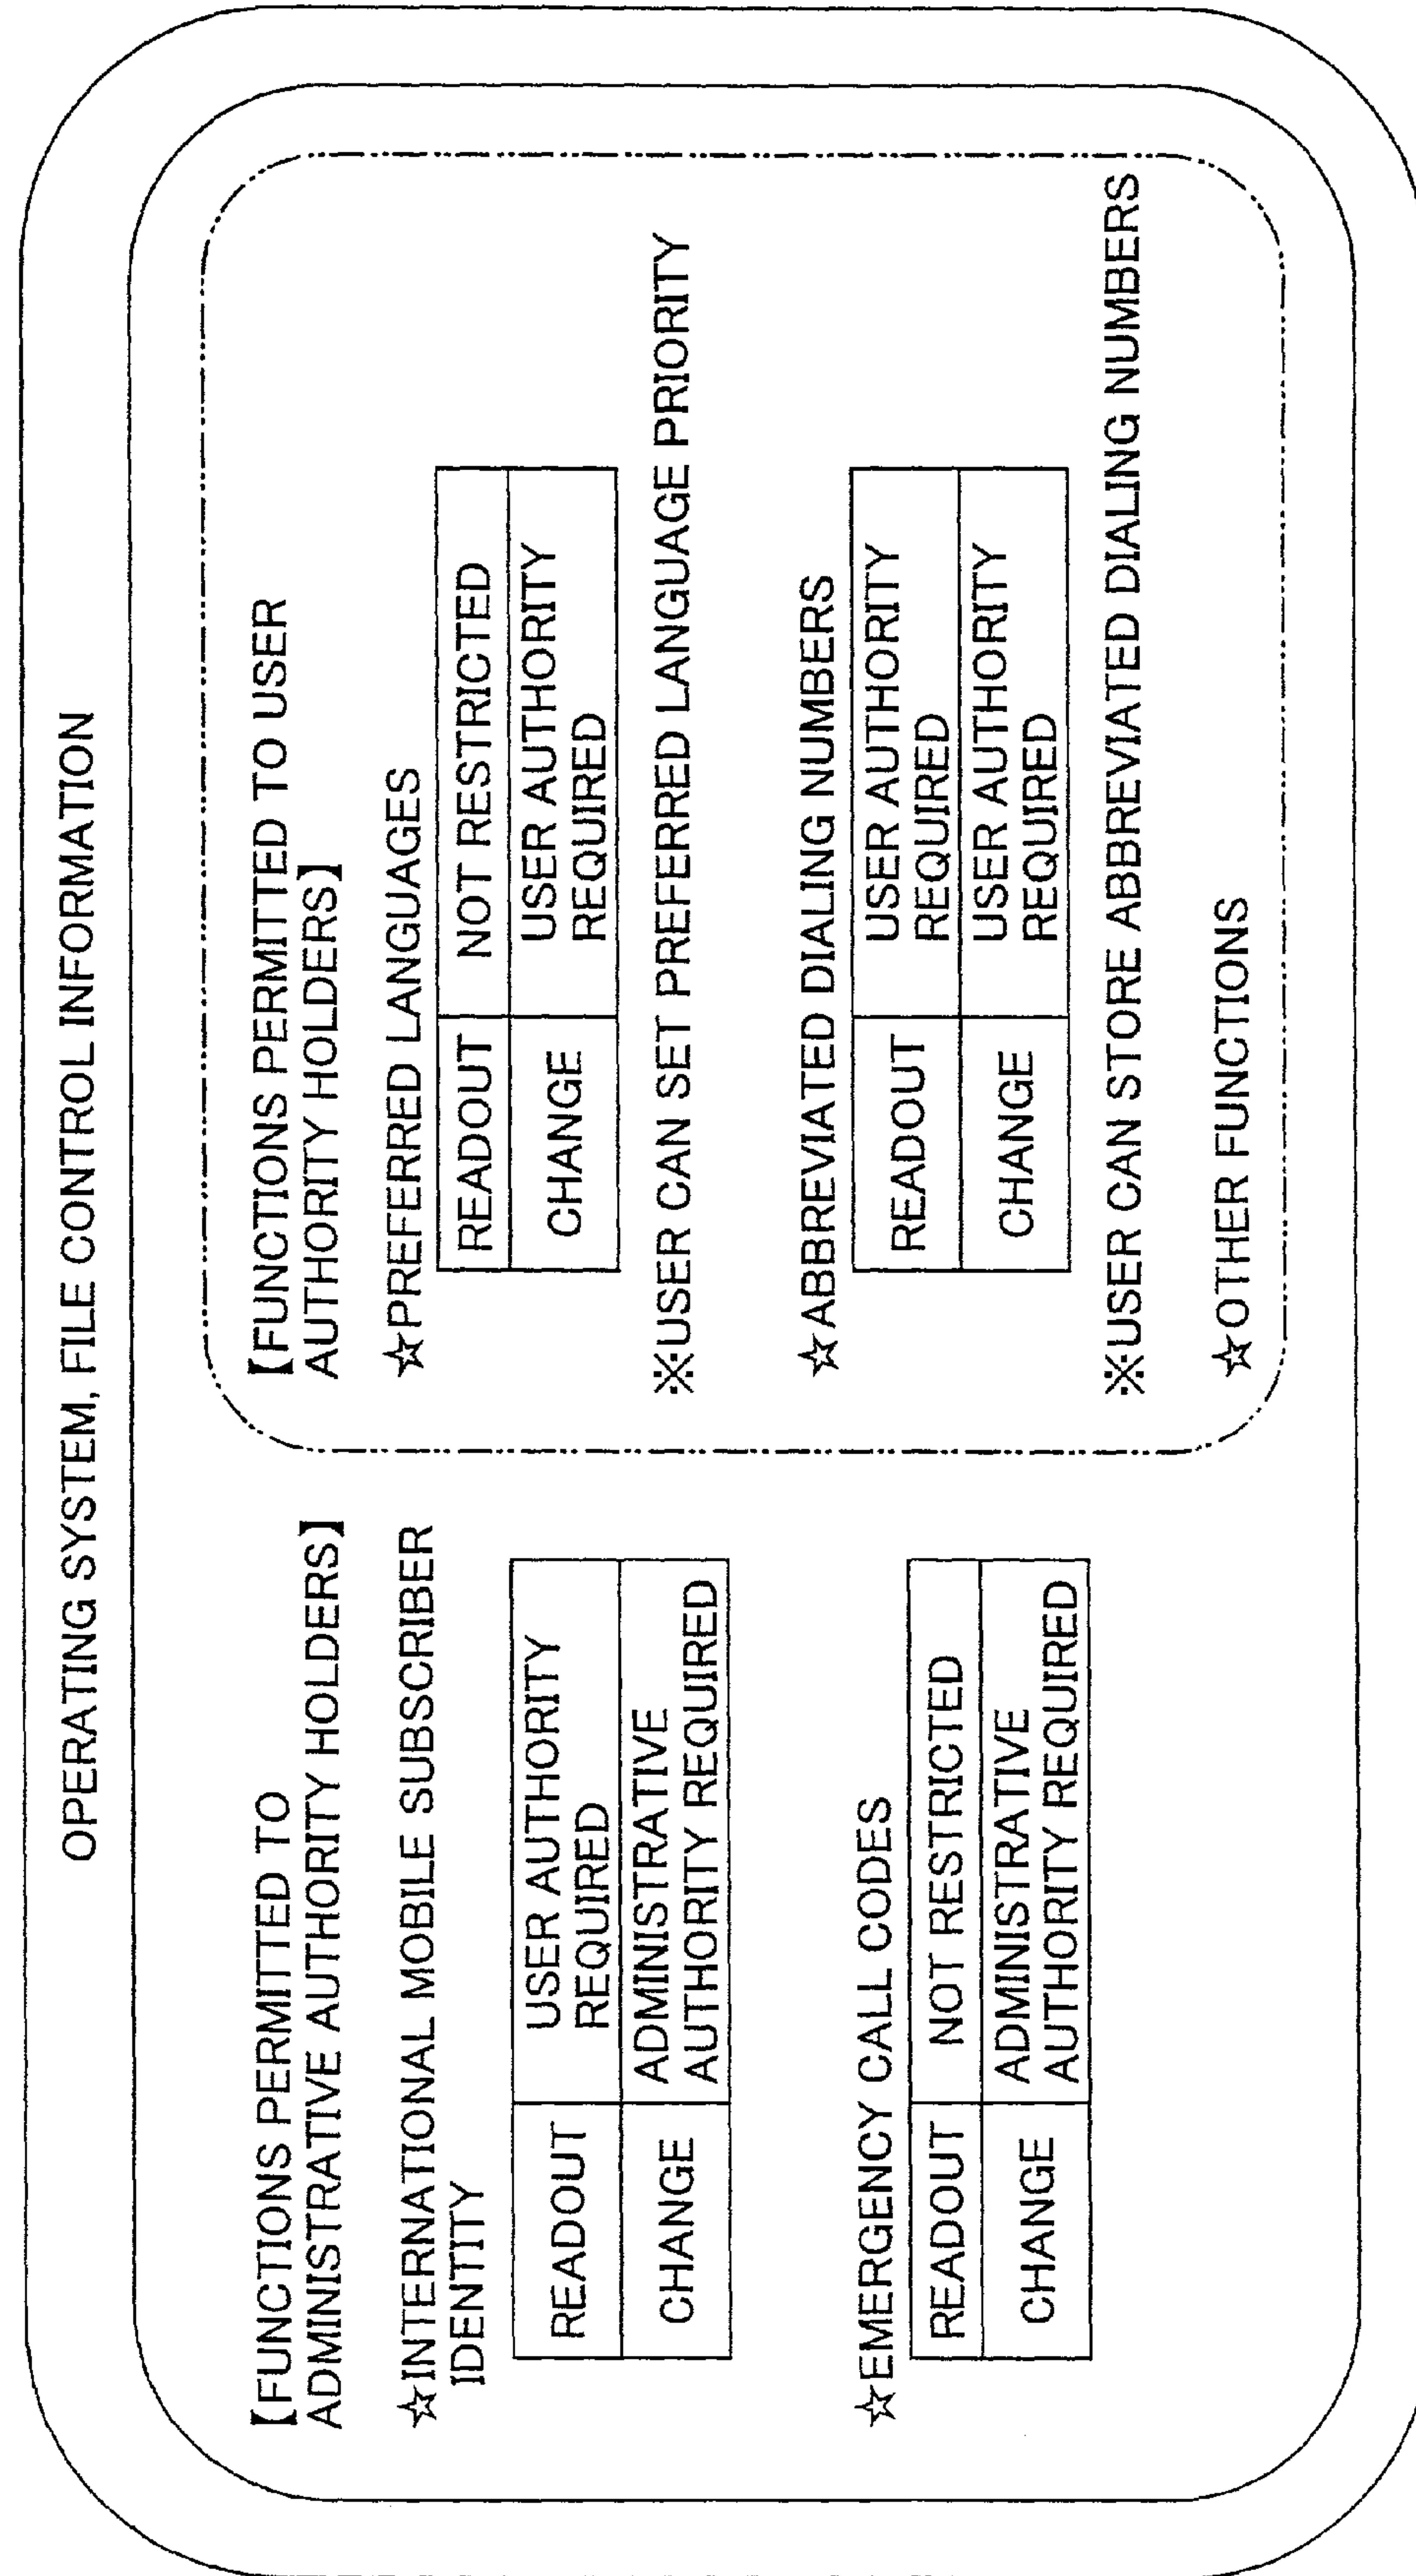 OPERATING SYSTEM, FILE CONTROL INFORMATION
【FUNCTIONS PERMITTED TO
ADMINISTRATIVE AUTHORITY HOLDERS】
☆INTERNATIONAL MOBILE SUBSCRIBER
IDENTITY
READOUT USER AUTHORITY
REQUIRED
CHANGE ADMINISTRATIVE
AUTHORITY REQUIRED
☆EMERGENCY CALL CODES
READOUT NOT RESTRICTED
CHANGE ADMINISTRATIVE
AUTHORITY REQUIRED
【FUNCTIONS PERMITTED TO USER
AUTHORITY HOLDERS】
☆PREFERRED LANGUAGES
READOUT NOT RESTRICTED
CHANGE USER AUTHORITY
REQUIRED
※USER CAN SET PREFERRED LANGUAGE PRIORITY
☆ABBREVIATED DIALING NUMBERS
READOUT USER AUTHORITY
REQUIRED
CHANGE USER AUTHORITY
REQUIRED
※USER CAN STORE ABBREVIATED DIALING NUMBERS
☆OTHER FUNCTIONS